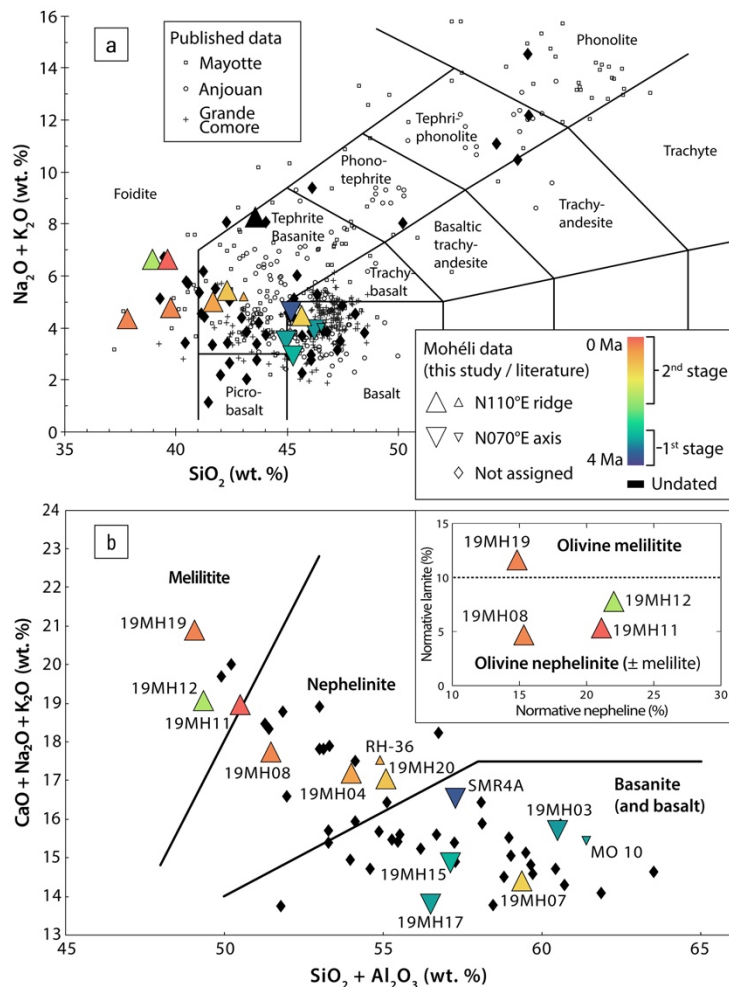 16
14
12
10
8
6
4
2
0
a
Published data
Mayotte
Anjouan
Grande
Comore
Phonolite
Tephri-
phonolite
Trachyte
Phono-
tephrite
Foidite
Tephrite
Basanite
Trachy-
andesite
Basaltic
trachy-
andesite
Trachy-
basalt
Picro-
basalt
Basalt
Na₂O + K₂O (wt. %)
35
40
45
50
SiO₂ (wt. %)
Mohéli data
(this study / literature)
N110°E ridge
N070°E axis
Not assigned
0 Ma
2nd stage
1st stage
4 Ma
Undated
24
23
22
21
20
19
18
17
16
15
14
13
b
Melilitite
19MH19
19MH12
19MH11
Nephelinite
19MH08
RH-36
19MH20
19MH04
SMR4A
Basanite
(and basalt)
19MH03
MO 10
19MH15
19MH07
19MH17
CaO + Na₂O + K₂O (wt. %)
45
50
55
60
65
SiO₂ + Al₂O₃ (wt. %)
15
10
5
0
19MH19
Olivine melilitite
19MH12
19MH08
19MH11
Olivine nephelinite (± melilite)
Normative larnite (%)
10
15
20
25
30
Normative nepheline (%)